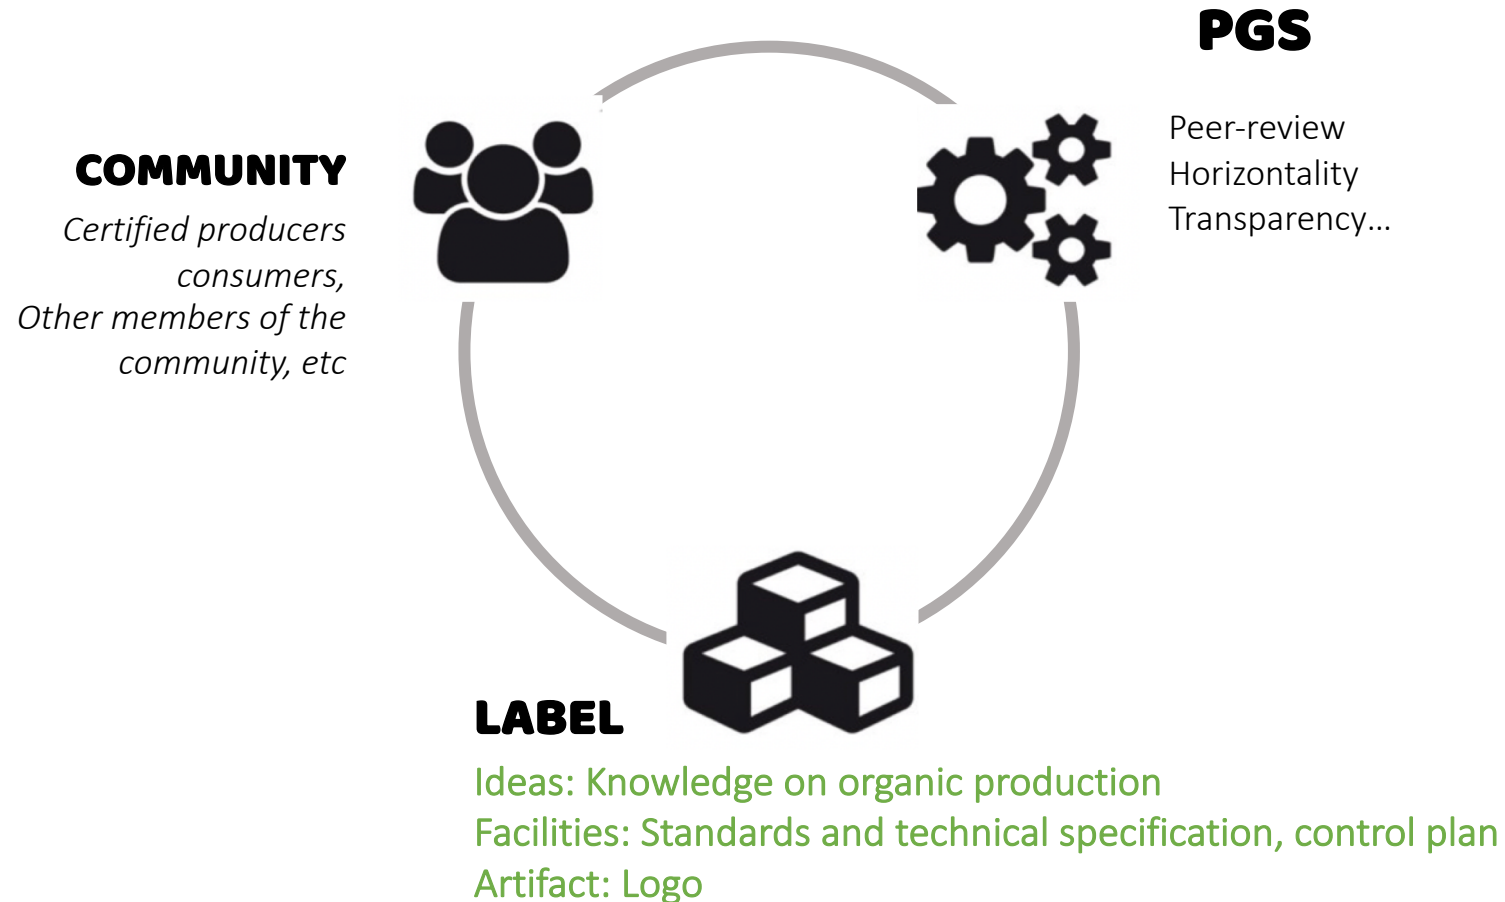 PGS
Peer-review
Horizontality
Transparency...
COMMUNITY
Certified producers
consumers,
Other members of the
community, etc
LABEL
Ideas: Knowledge on organic production
Facilities: Standards and technical specification, control plan
Artifact: Logo